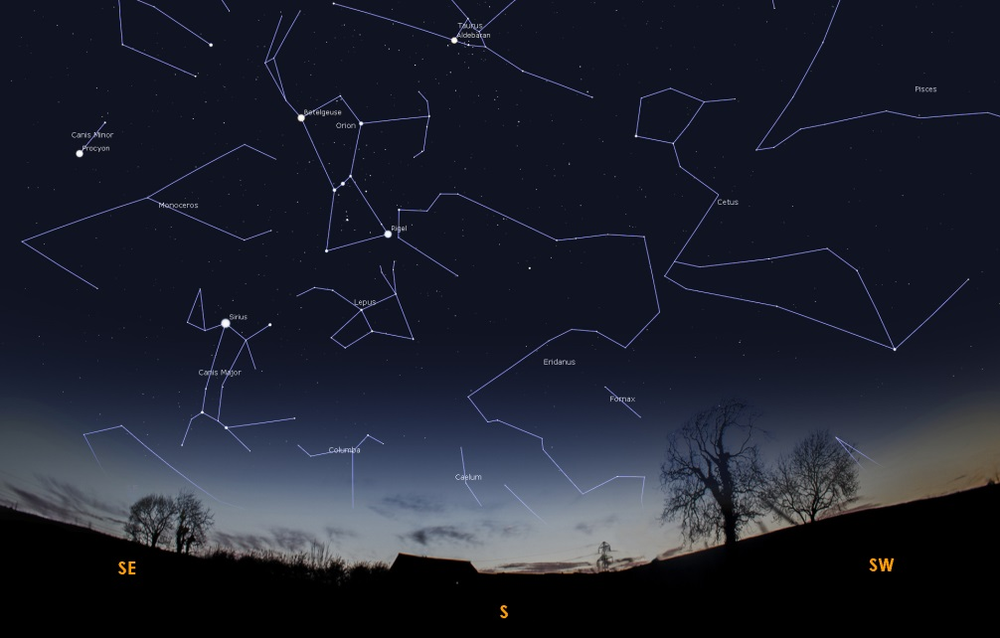 Taurus
Aldebaran
Pisces
Betelgeuse
Orion
Canis Minor
Procyon
Monoceros
Cetus
Rigel
Lepus
Sirius
Eridanus
Canis Major
Fornax
Columba
Caelum
SE
SW
S